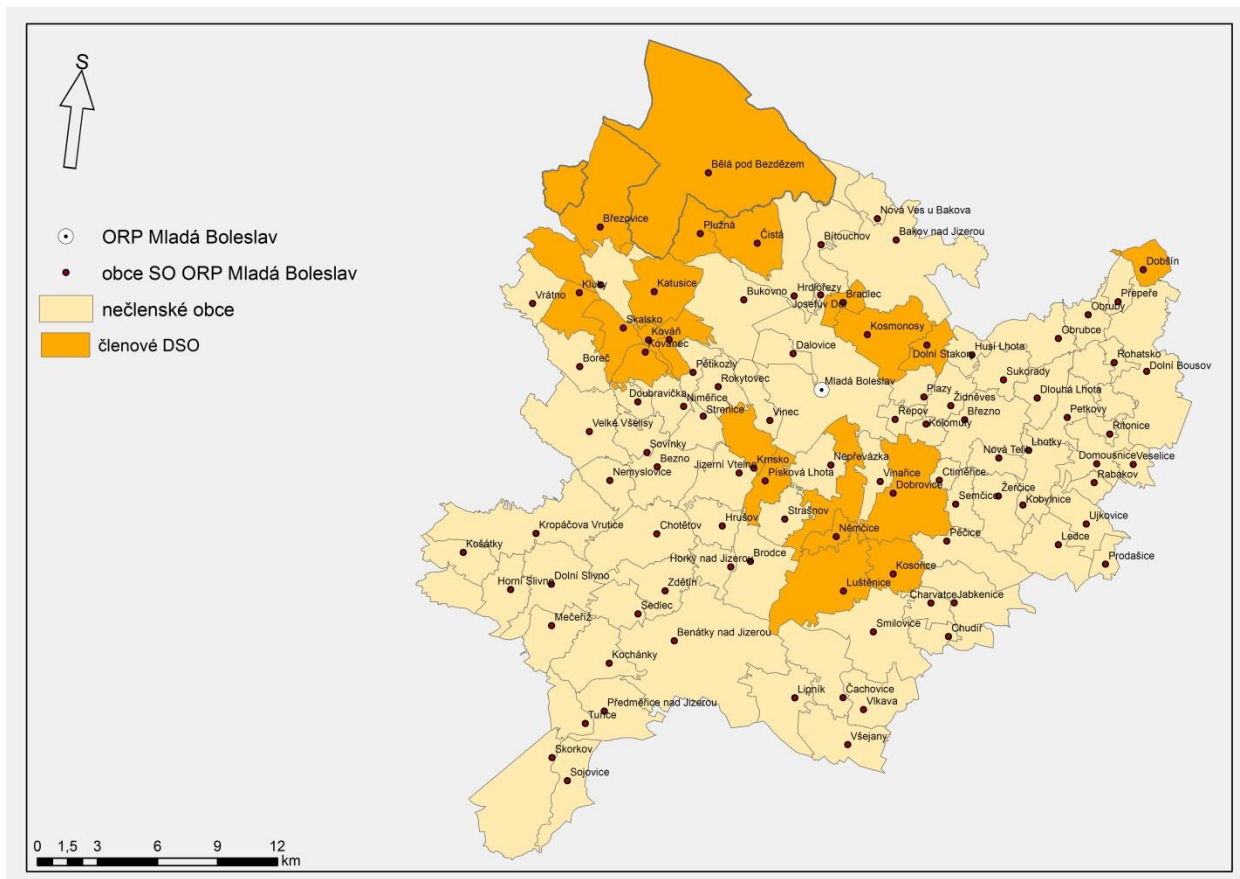 S
ORP Mladá Boleslav
obce SO ORP Mladá Boleslav
nečlenské obce
členové DSO
Bělá pod Bezdězem
Nová Ves u Bakova
Březovice
Plužná
Čistá
Bítouchov
Bakov nad Jizerou
Dobšín
Kluky
Katusice
Vrátno
Bukovno
Hrdlořezy
Josefův Důl
Bradlec
Přepeře
Obruby
Skalsko
Kováň
Kovanec
Kosmonosy
Obrubce
Dalovice
Dolní Stakory
Husí Lhota
Boreč
Pětikozly
Rohatsko
Dolní Bousov
Rokytovec
Mladá Boleslav
Sukorady
Doubravička
Niměřice
Strenice
Plazy
Židněves
Dlouhá Lhota
Vinec
Řepov
Kolomuty
Březno
Petkovy
Velké Všelisy
Řitonice
Sovínky
Bezno
Nová Telib
Lhotky
Nemyslovice
Jizerní Vtelno
Krnsko
Nepřevázka
Domousnice
Veselice
Písková Lhota
Vinařice
Ctiměřice
Rabakov
Dobrovice
Semčice
Žerčice
Kobylnice
Strašnov
Kropáčova Vrutice
Chotětov
Hrušov
Ujkovice
Němčice
Pěčice
Ledce
Košátky
Horky nad Jizerou
Brodce
Prodašice
Horní Slivno
Dolní Slivno
Zdětín
Luštěnice
Kosořice
Charvatce
Jabkenice
Sedlec
Mečeříž
Smilovice
Chudíř
Benátky nad Jizerou
Kochánky
Lipník
Čachovice
Vlkava
Předměřice nad Jizerou
Tuřice
Všejany
Skorkov
Sojovice
0 1,5 3 6 9 12
km